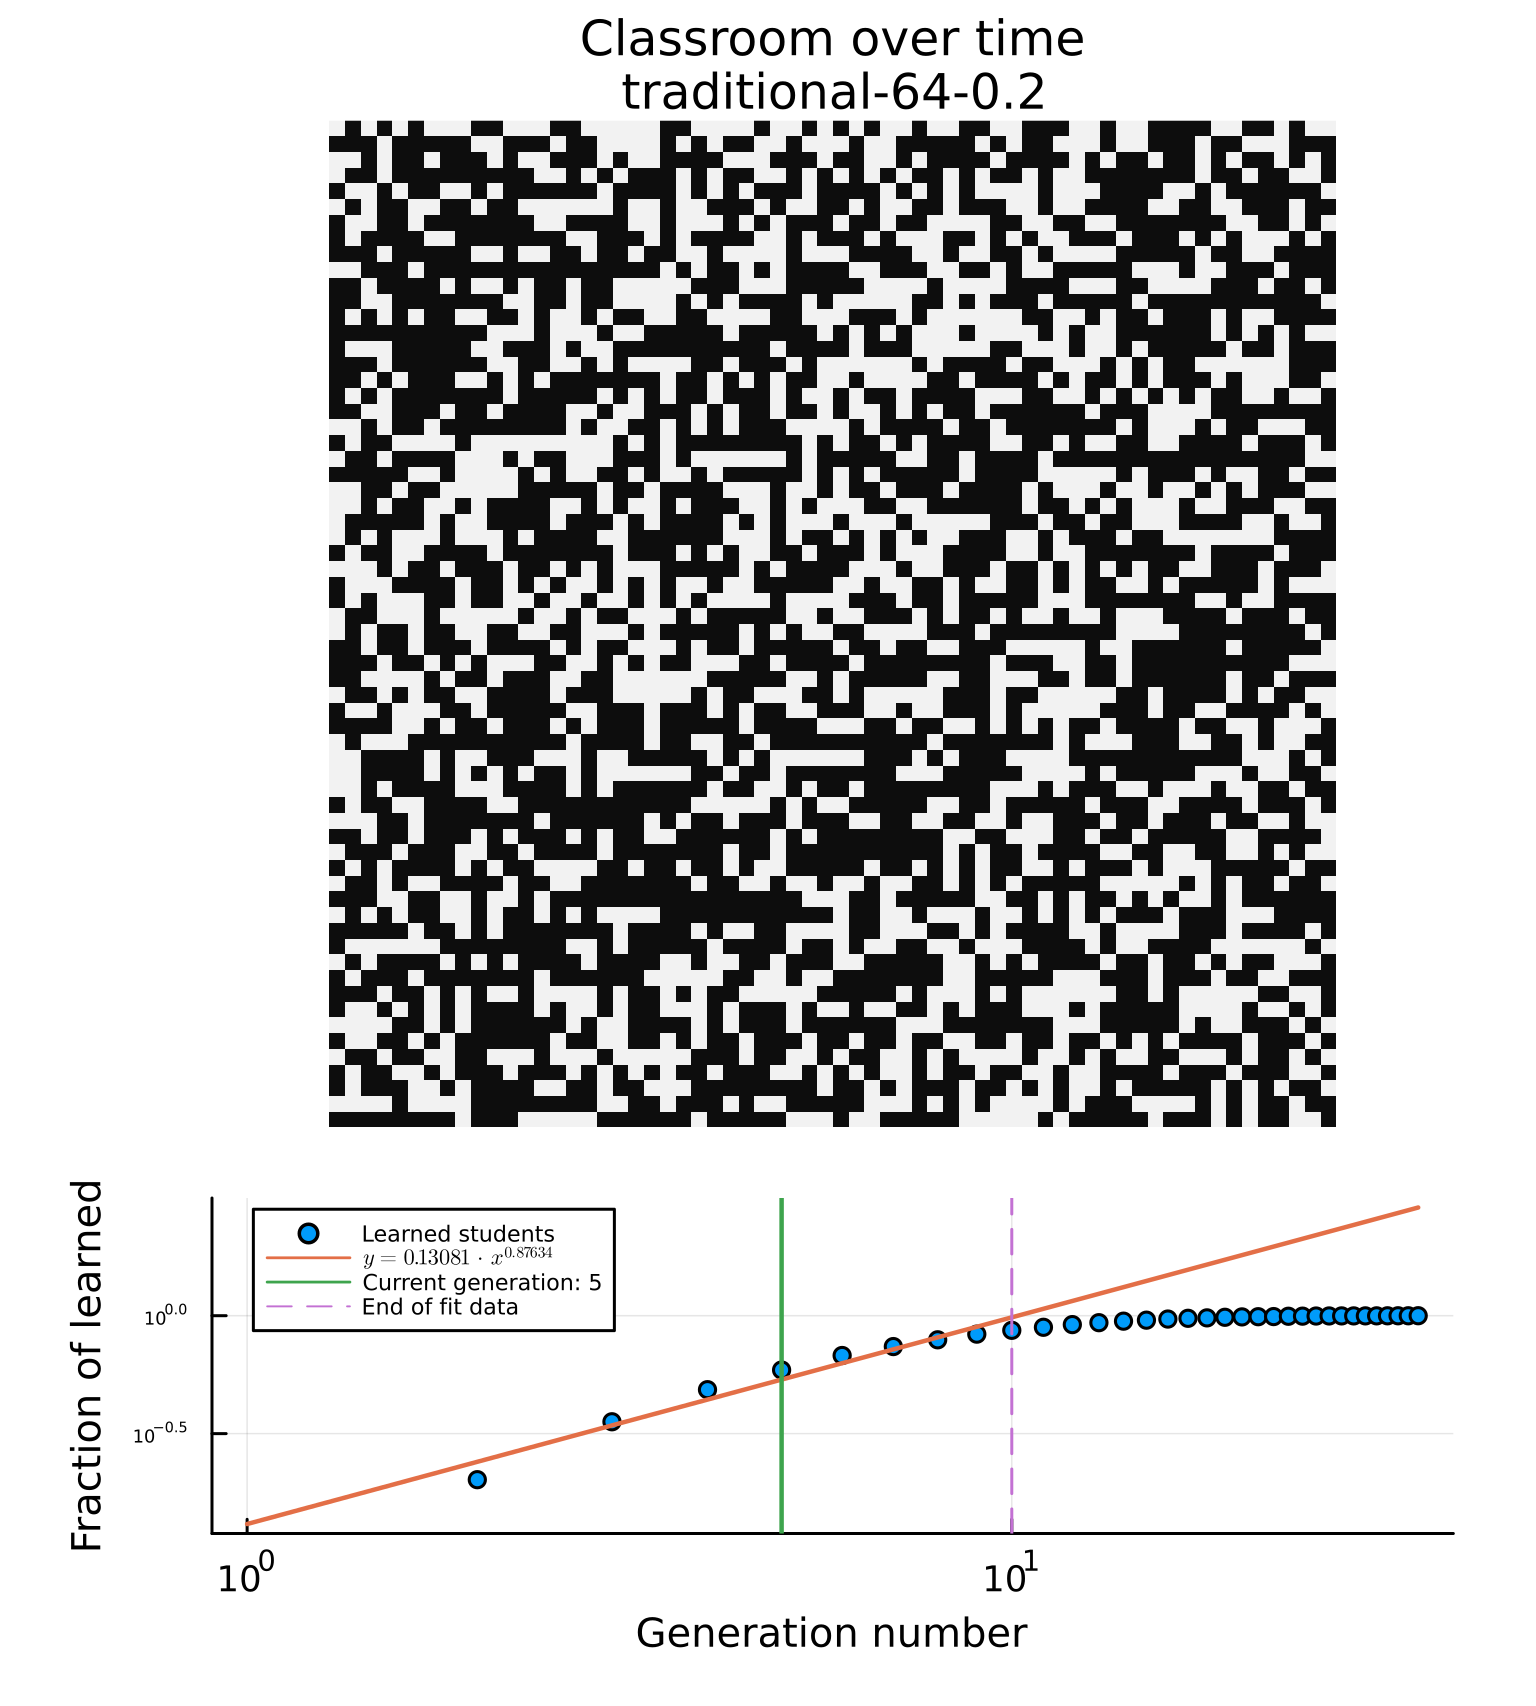 Classroom over time
traditional-64-0.2
Fraction of learned
Learned students
y = 0.13081 · x^0.87634
Current generation: 5
End of fit data
10^0.0
10^−0.5
10^0
10^1
Generation number